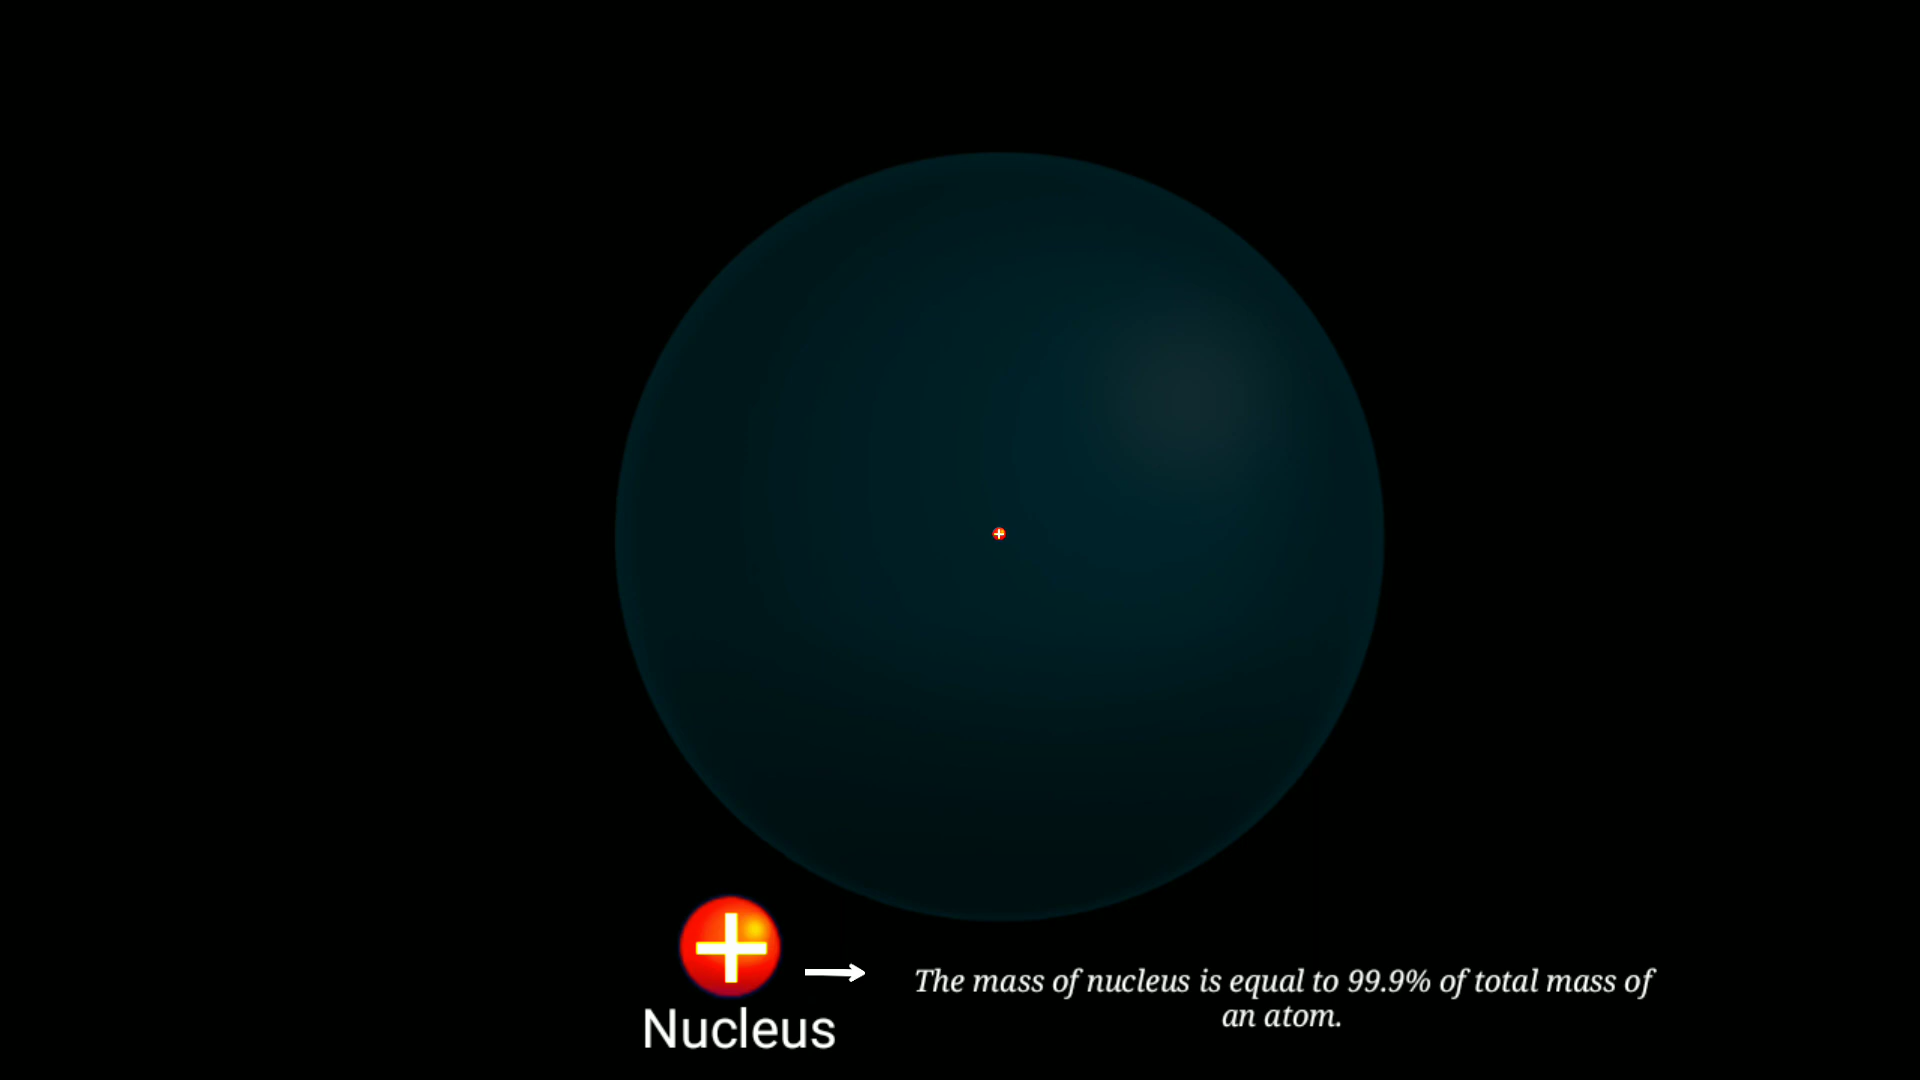 Nucleus
The mass of nucleus is equal to 99.9% of total mass of
an atom.